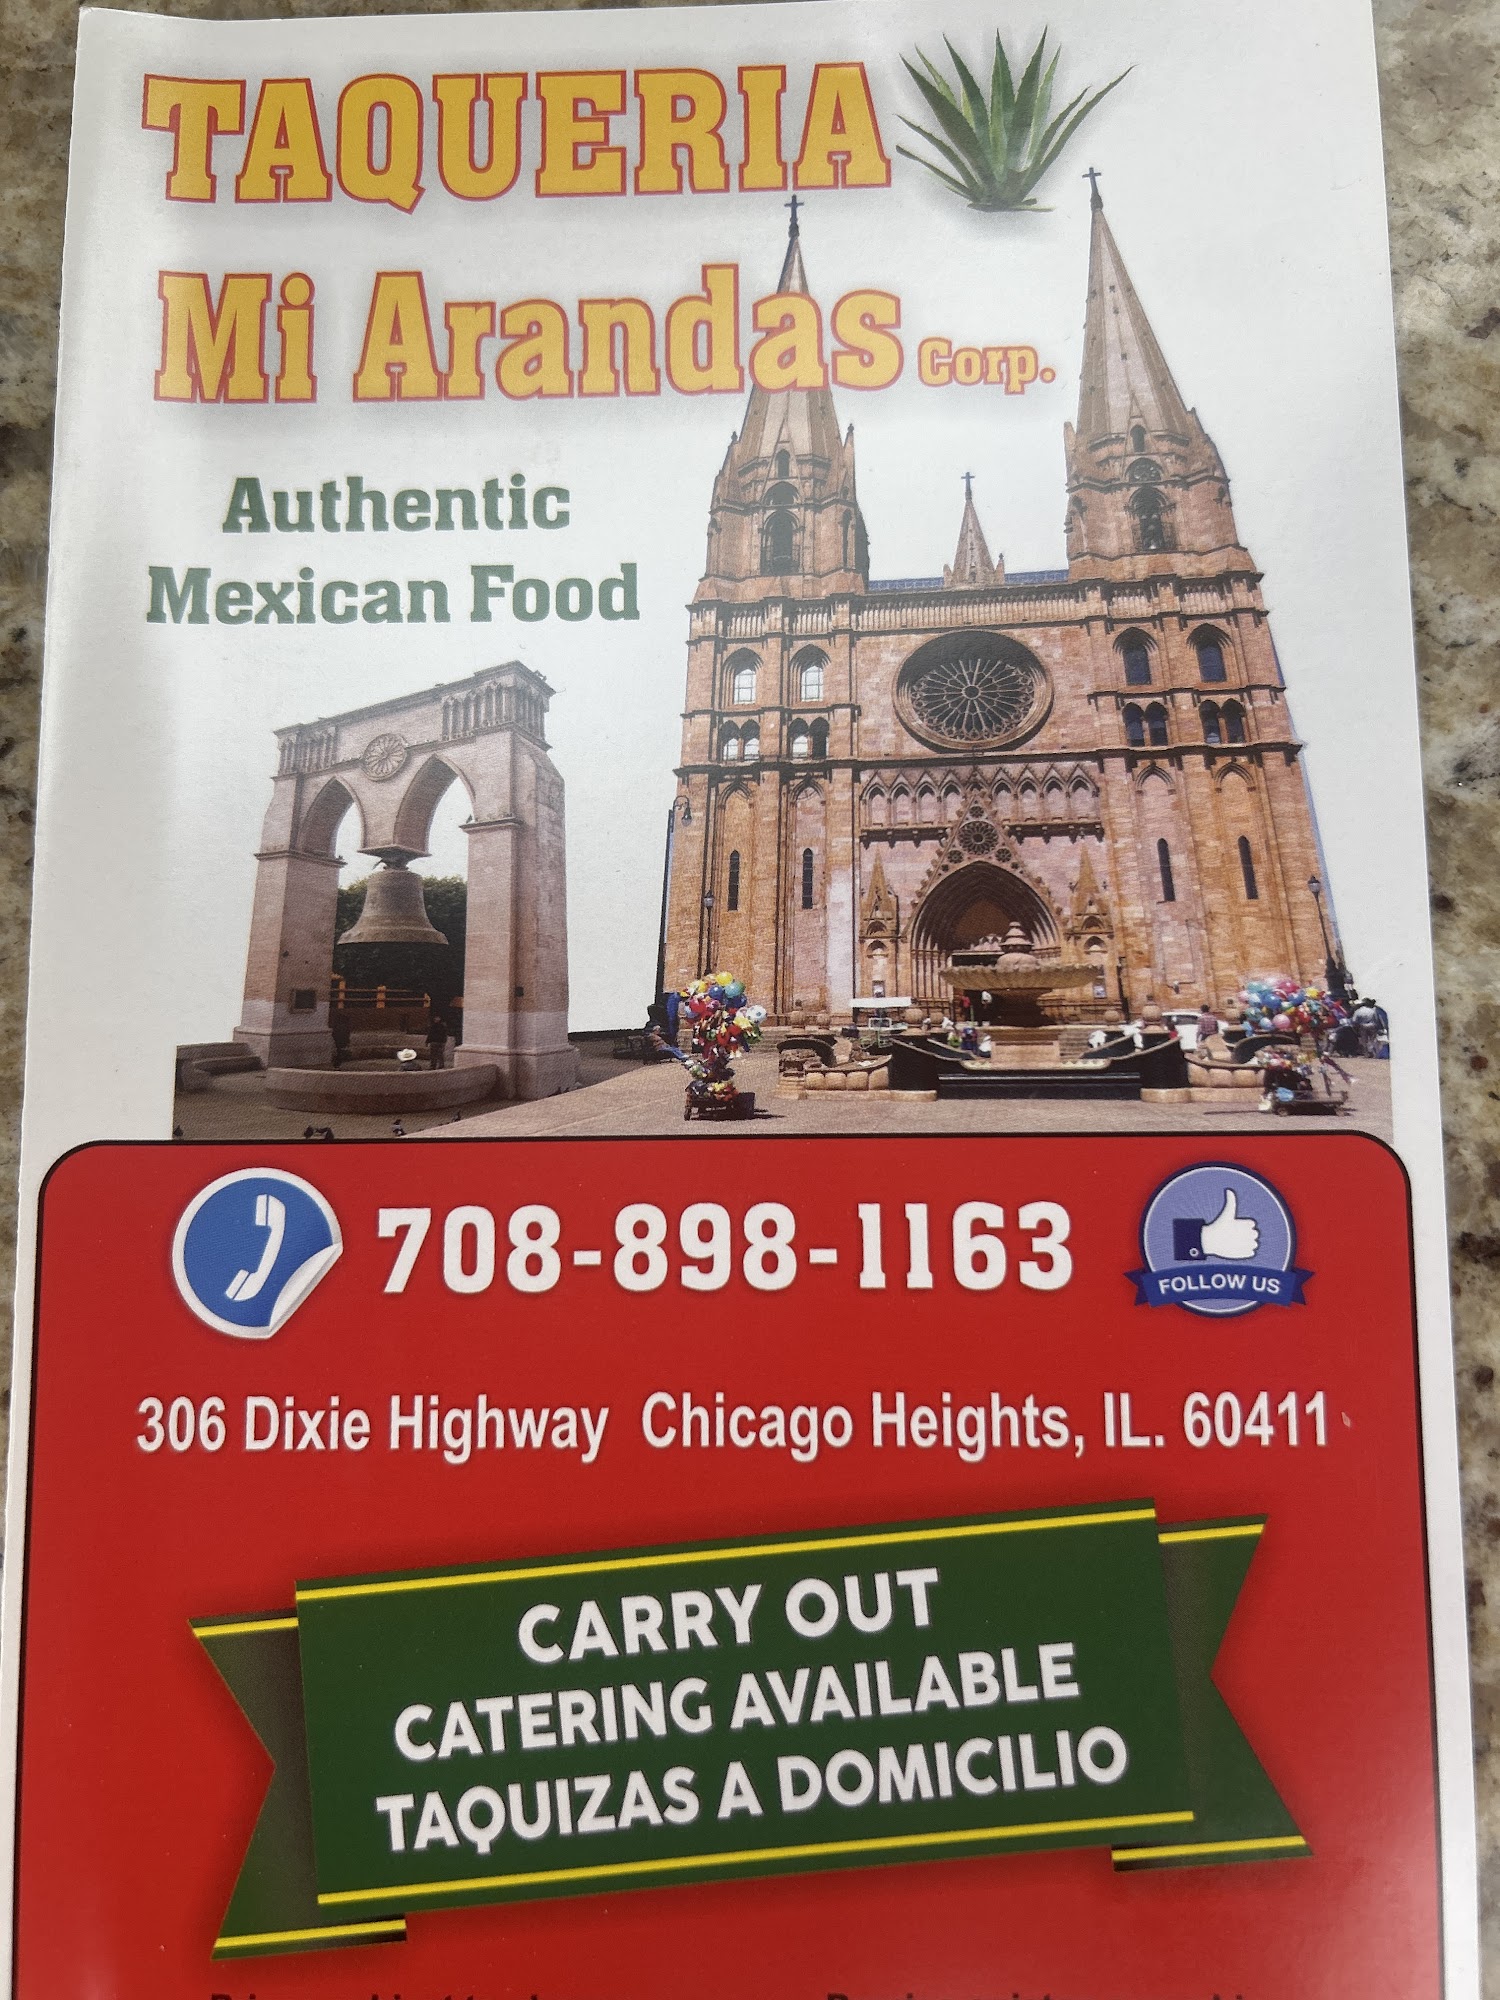 TAQUERIA
Mi Arandas Corp.
Authentic
Mexican Food
708-898-1163
FOLLOW US
306 Dixie Highway Chicago Heights, IL. 60411
CARRY OUT
CATERING AVAILABLE
TAQUIZAS A DOMICILIO